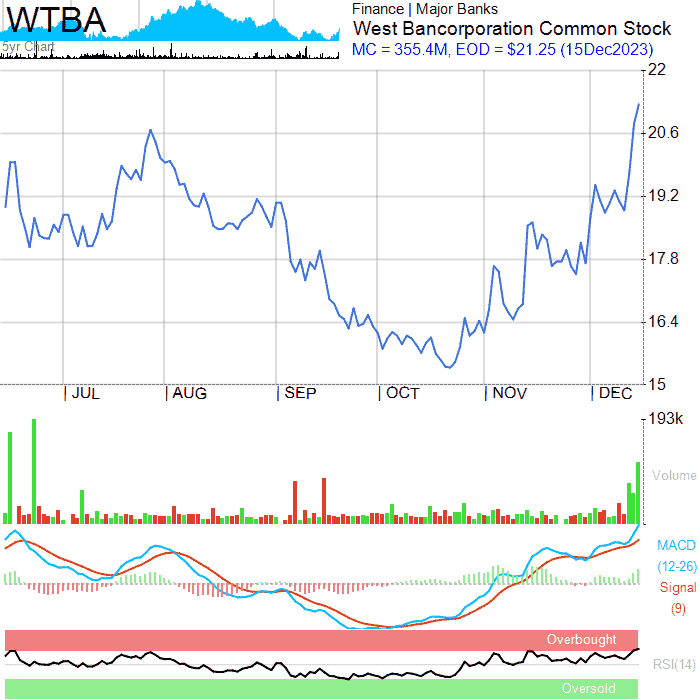 WTBA
5yr Chart
Finance | Major Banks
West Bancorporation Common Stock
MC = 355.4M, EOD = $21.25 (15Dec2023)
22
20.6
19.2
17.8
16.4
15
JUL AUG SEP OCT NOV DEC
193k
Volume
MACD
(12-26)
Signal
(9)
Overbought
RSI(14)
Oversold